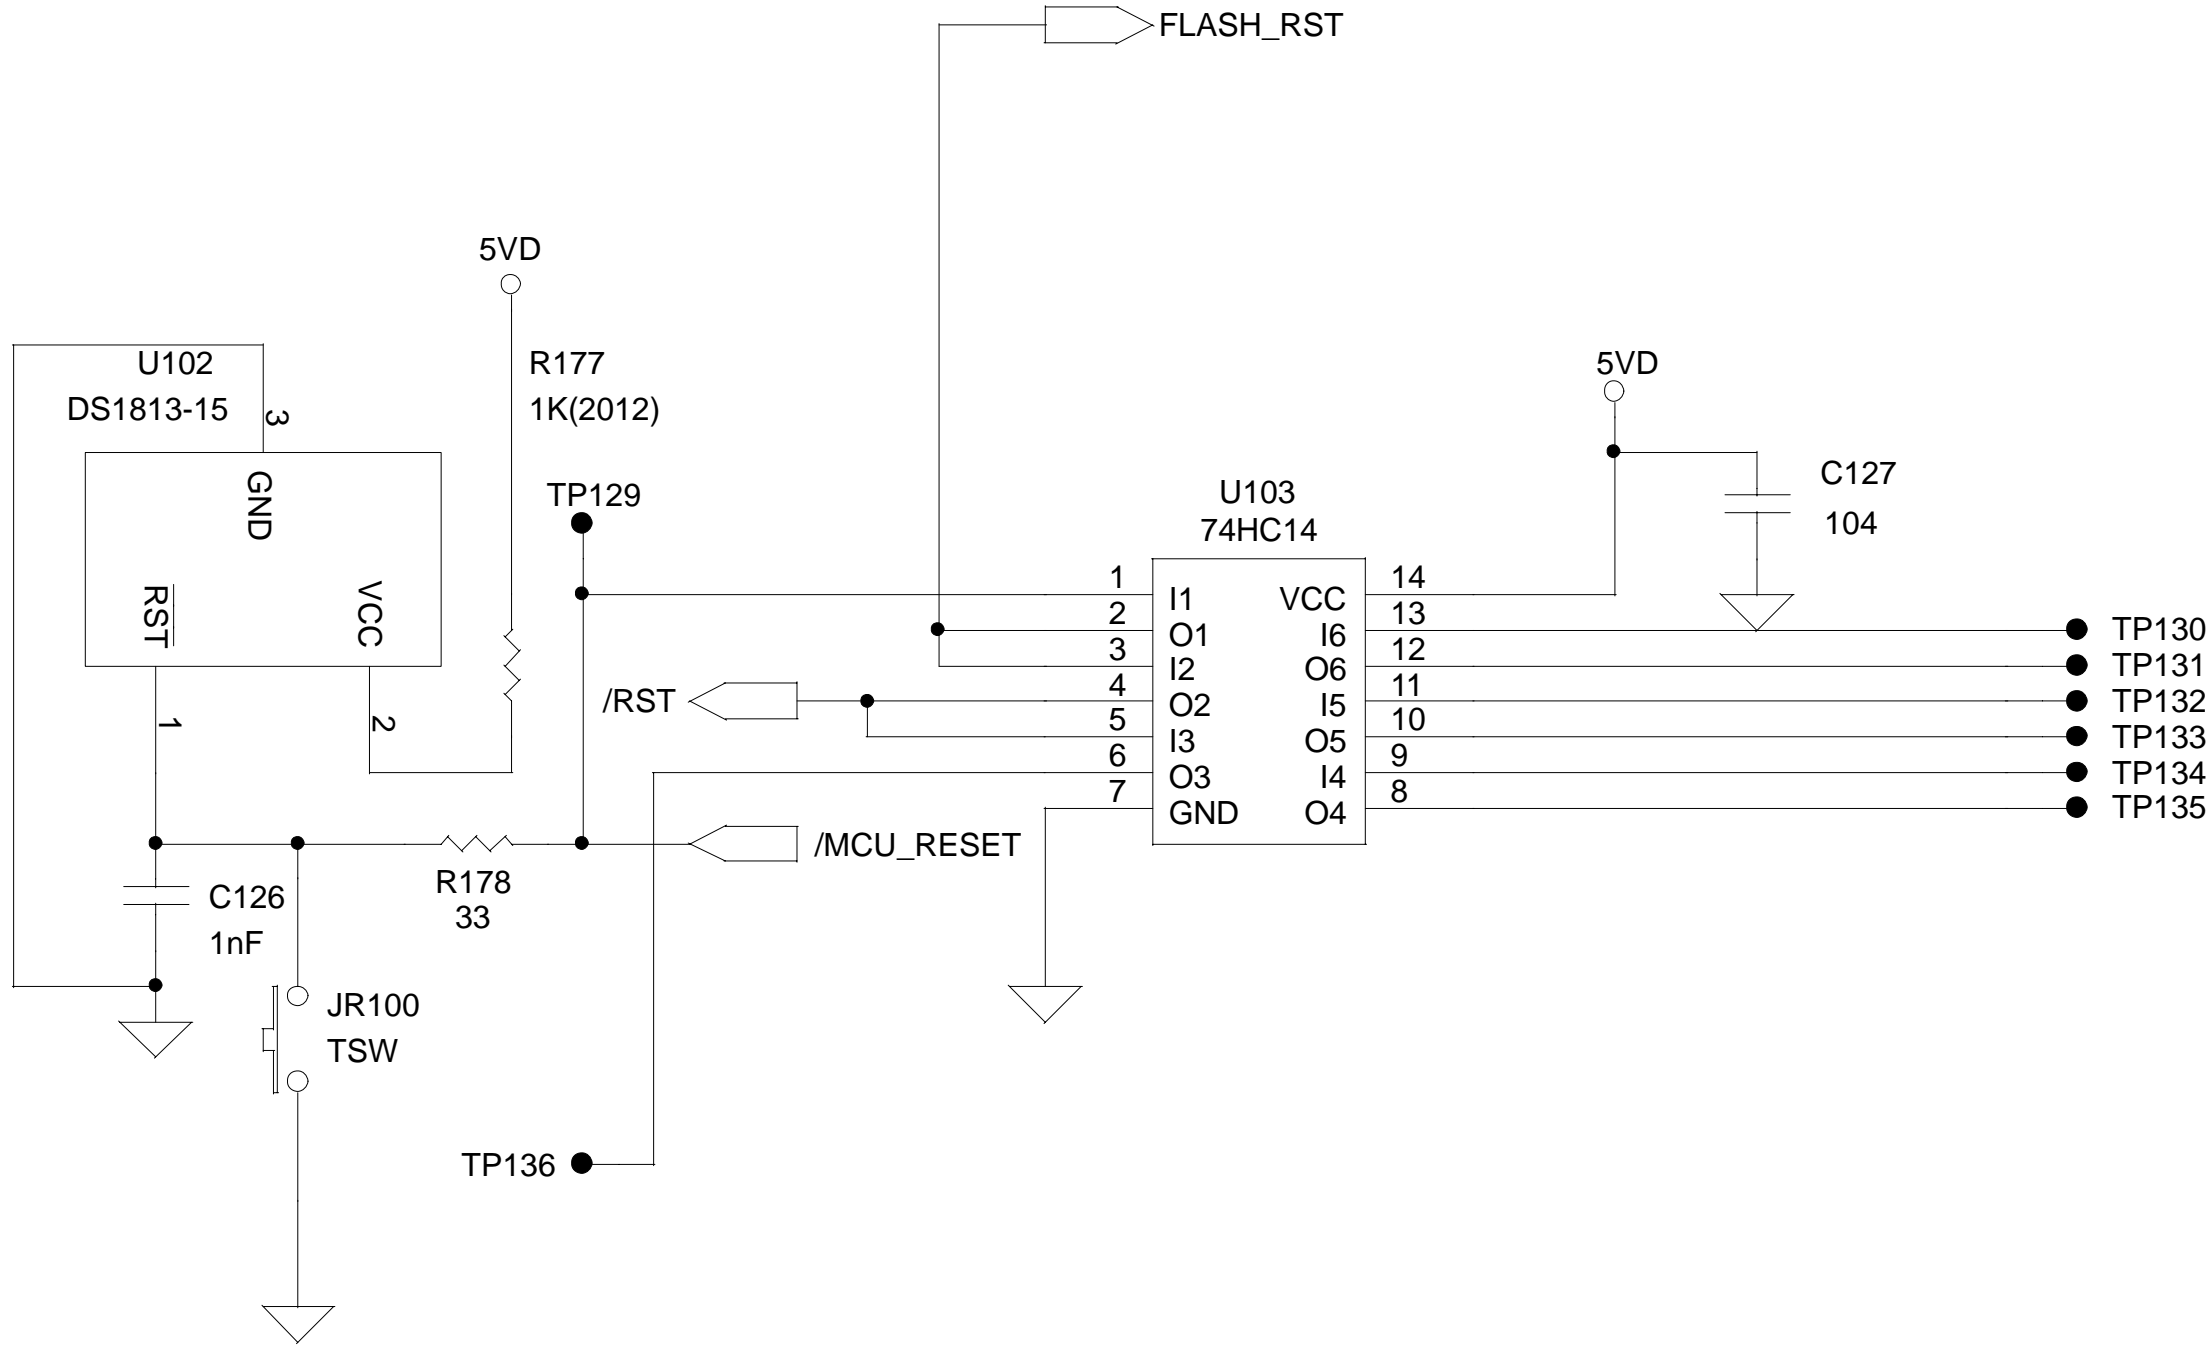 FLASH_RST
5VD
U102
DS1813-15
3
GND
RST
VCC
1
2
R177
1K(2012)
TP129
5VD
C127
104
U103
74HC14
1
2
3
4
5
6
7
I1
O1
I2
O2
I3
O3
GND
VCC
I6
O6
I5
O5
I4
O4
14
13
12
11
10
9
8
TP130
TP131
TP132
TP133
TP134
TP135
/RST
/MCU_RESET
R178
33
C126
1nF
JR100
TSW
TP136